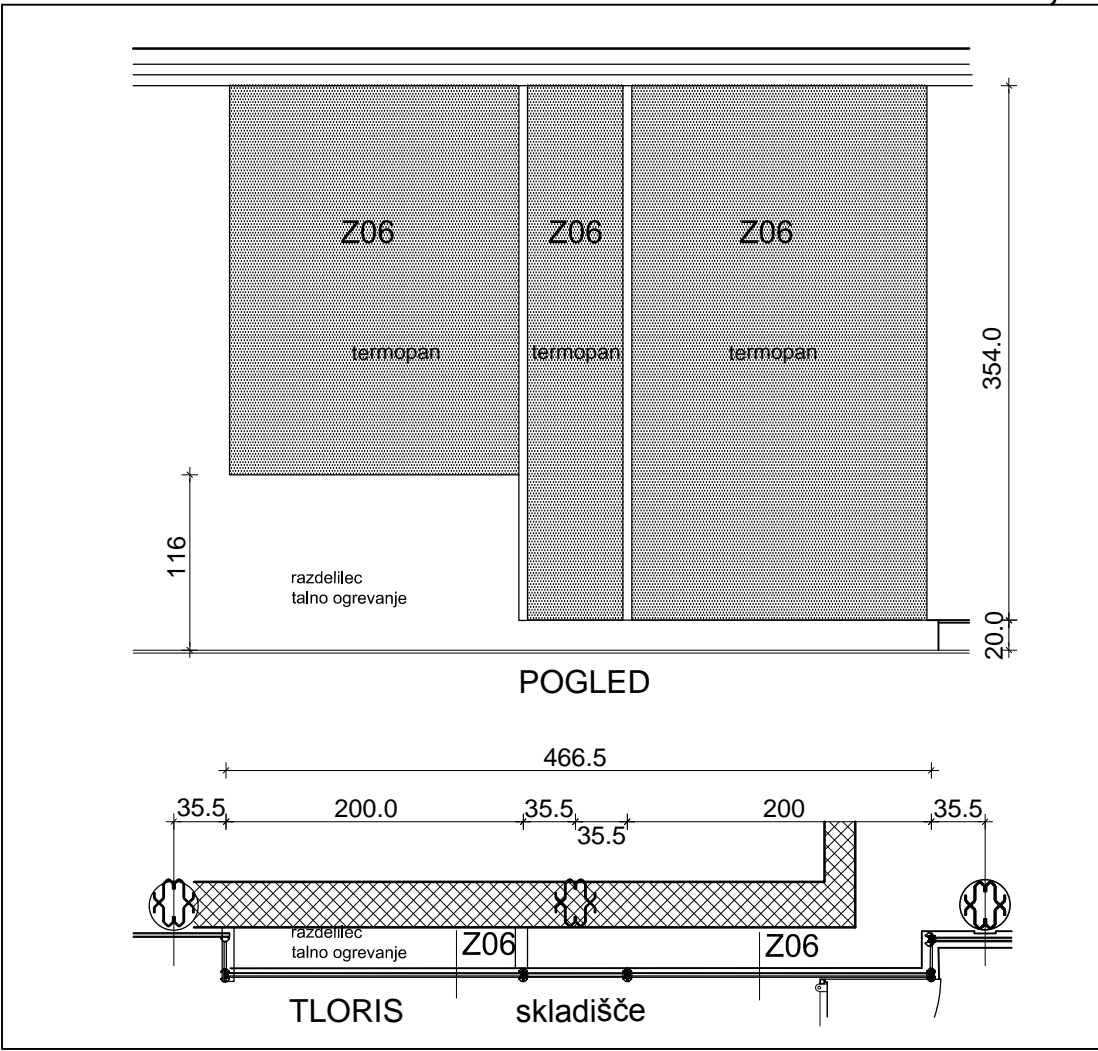 Z06
Z06
Z06
termopan
termopan
termopan
354.0
116
razdelilec
talno ogrevanje
20.0
POGLED
466.5
35.5
200.0
35.5
35.5
200
35.5
razdelilec
talno ogrevanje
Z06
Z06
TLORIS
skladišče